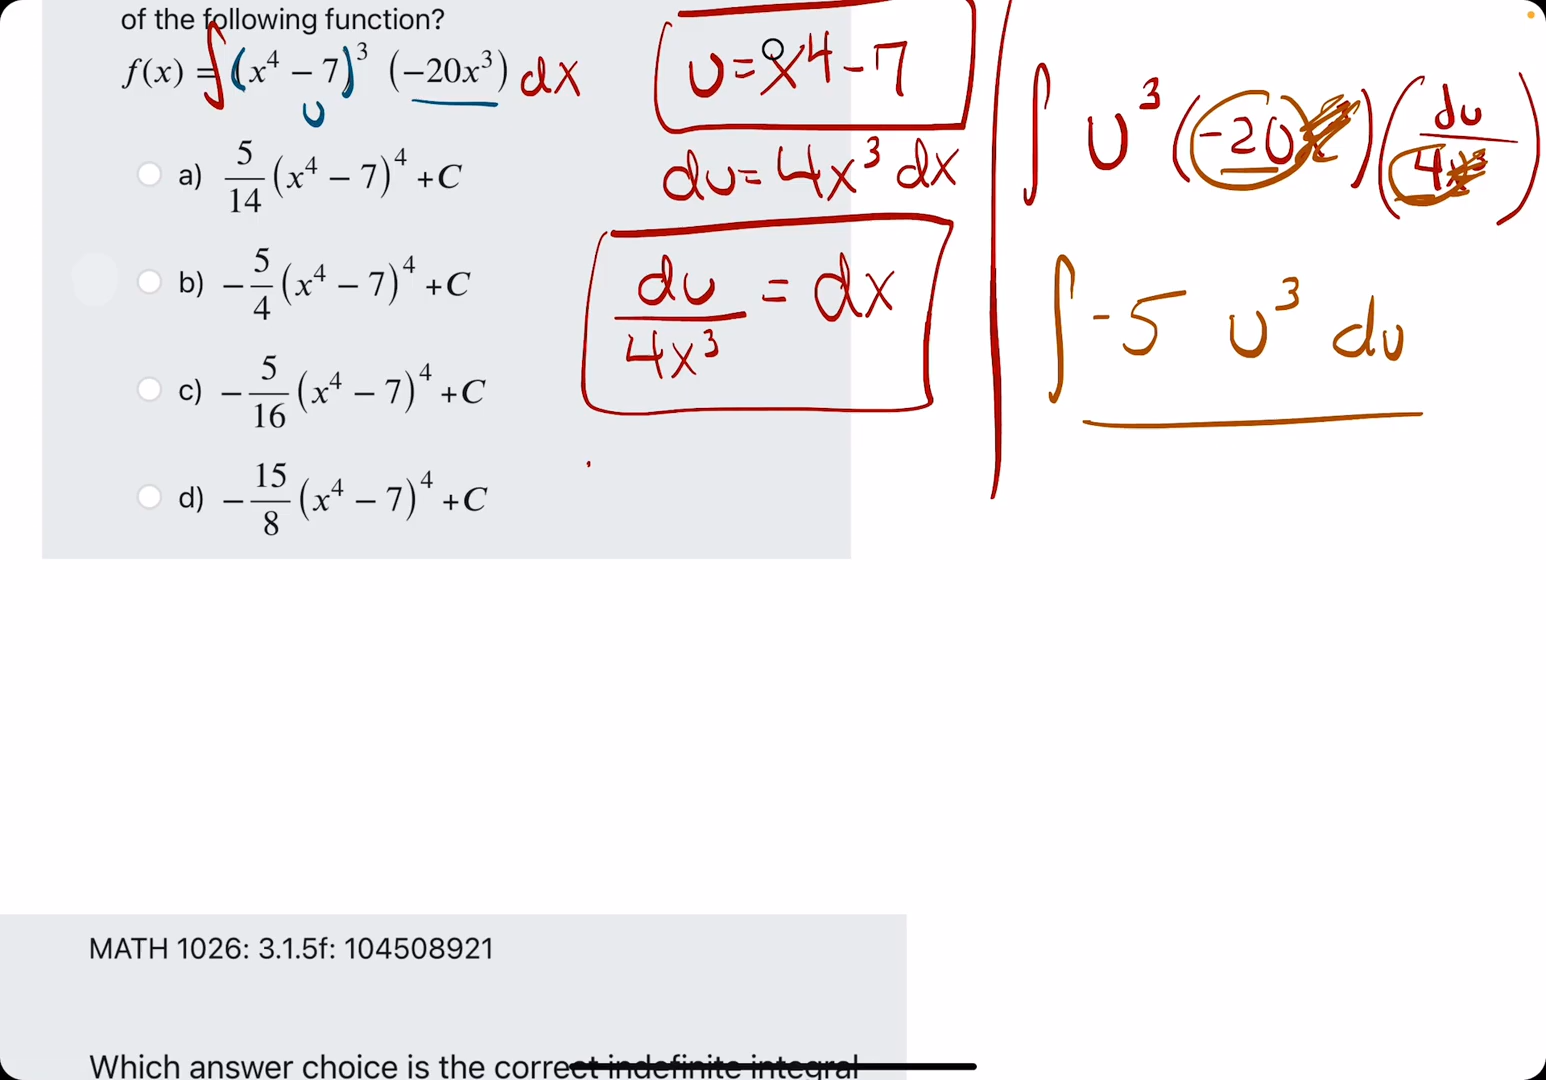 of the following function?
f(x) = ∫(x⁴ − 7)³ (−20x³) dx
u
a) 5/14 (x⁴ − 7)⁴ +C
b) −5/4 (x⁴ − 7)⁴ +C
c) −5/16 (x⁴ − 7)⁴ +C
d) −15/8 (x⁴ − 7)⁴ +C
u = x⁴ − 7
du = 4x³ dx
du/4x³ = dx
∫ u³ (−20x³) (du/4x³)
∫ −5 u³ du
MATH 1026: 3.1.5f: 104508921
Which answer choice is the correct indefinite integral